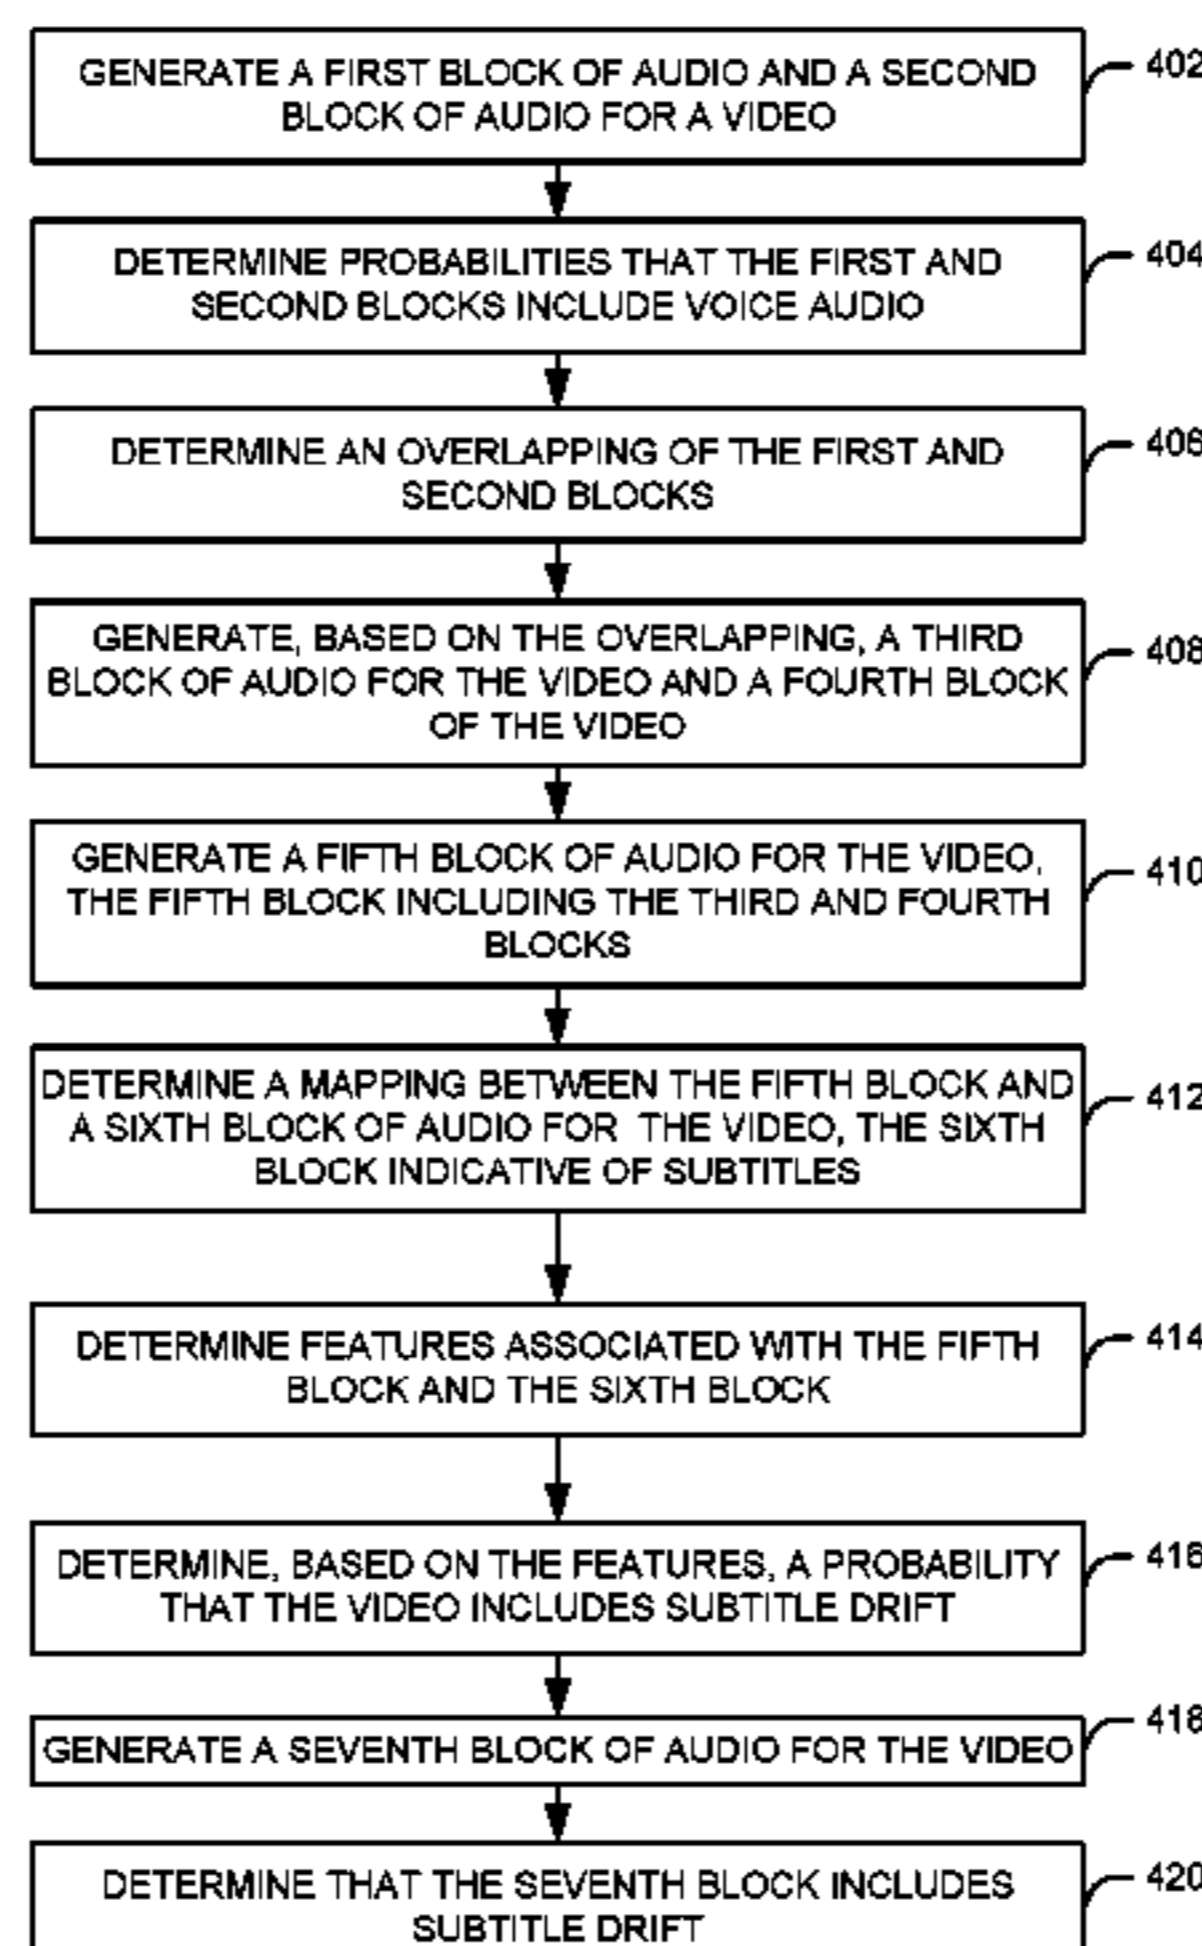 GENERATE A FIRST BLOCK OF AUDIO AND A SECOND
BLOCK OF AUDIO FOR A VIDEO
402
DETERMINE PROBABILITIES THAT THE FIRST AND
SECOND BLOCKS INCLUDE VOICE AUDIO
404
DETERMINE AN OVERLAPPING OF THE FIRST AND
SECOND BLOCKS
406
GENERATE, BASED ON THE OVERLAPPING, A THIRD
BLOCK OF AUDIO FOR THE VIDEO AND A FOURTH BLOCK
OF THE VIDEO
408
GENERATE A FIFTH BLOCK OF AUDIO FOR THE VIDEO,
THE FIFTH BLOCK INCLUDING THE THIRD AND FOURTH
BLOCKS
410
DETERMINE A MAPPING BETWEEN THE FIFTH BLOCK AND
A SIXTH BLOCK OF AUDIO FOR THE VIDEO, THE SIXTH
BLOCK INDICATIVE OF SUBTITLES
412
DETERMINE FEATURES ASSOCIATED WITH THE FIFTH
BLOCK AND THE SIXTH BLOCK
414
DETERMINE, BASED ON THE FEATURES, A PROBABILITY
THAT THE VIDEO INCLUDES SUBTITLE DRIFT
416
GENERATE A SEVENTH BLOCK OF AUDIO FOR THE VIDEO
418
DETERMINE THAT THE SEVENTH BLOCK INCLUDES
SUBTITLE DRIFT
420